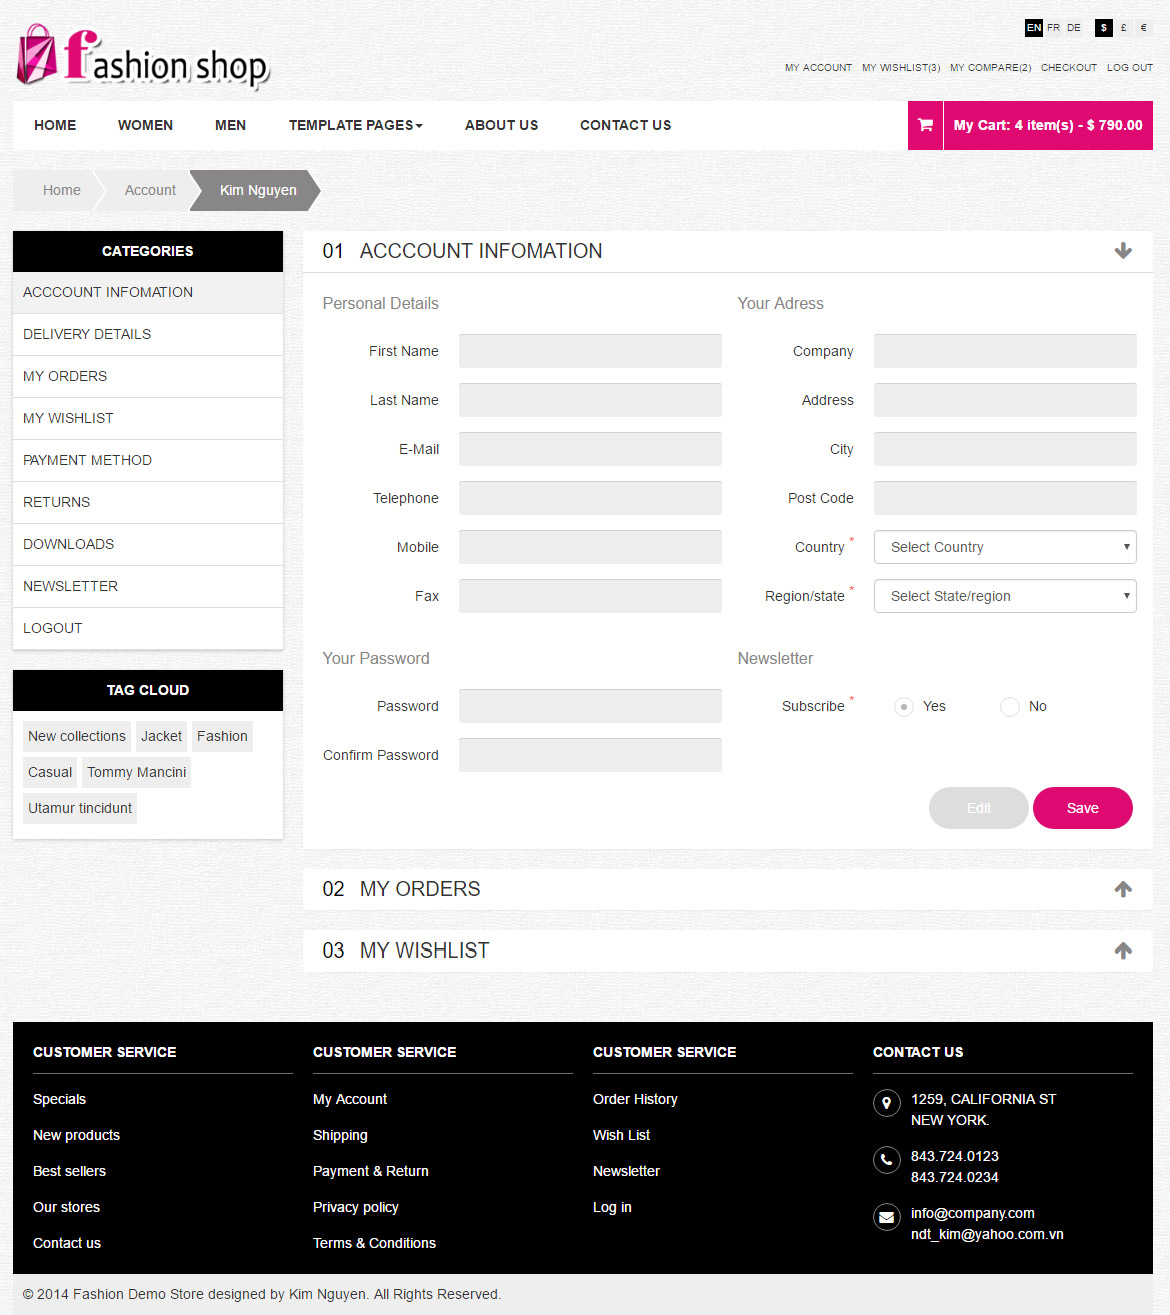 fashion shop
EN FR DE $ £ €
MY ACCOUNT MY WISHLIST(3) MY COMPARE(2) CHECKOUT LOG OUT
HOME WOMEN MEN TEMPLATE PAGES ABOUT US CONTACT US
My Cart: 4 item(s) - $ 790.00
Home Account Kim Nguyen
CATEGORIES
ACCCOUNT INFOMATION
DELIVERY DETAILS
MY ORDERS
MY WISHLIST
PAYMENT METHOD
RETURNS
DOWNLOADS
NEWSLETTER
LOGOUT
TAG CLOUD
New collections Jacket Fashion
Casual Tommy Mancini
Utamur tincidunt
01 ACCCOUNT INFOMATION
Personal Details
First Name
Last Name
E-Mail
Telephone
Mobile
Fax
Your Adress
Company
Address
City
Post Code
Country * Select Country
Region/state * Select State/region
Your Password
Password
Confirm Password
Newsletter
Subscribe * Yes No
Edit Save
02 MY ORDERS
03 MY WISHLIST
CUSTOMER SERVICE
Specials
New products
Best sellers
Our stores
Contact us
CUSTOMER SERVICE
My Account
Shipping
Payment & Return
Privacy policy
Terms & Conditions
CUSTOMER SERVICE
Order History
Wish List
Newsletter
Log in
CONTACT US
1259, CALIFORNIA ST
NEW YORK.
843.724.0123
843.724.0234
info@company.com
ndt_kim@yahoo.com.vn
© 2014 Fashion Demo Store designed by Kim Nguyen. All Rights Reserved.